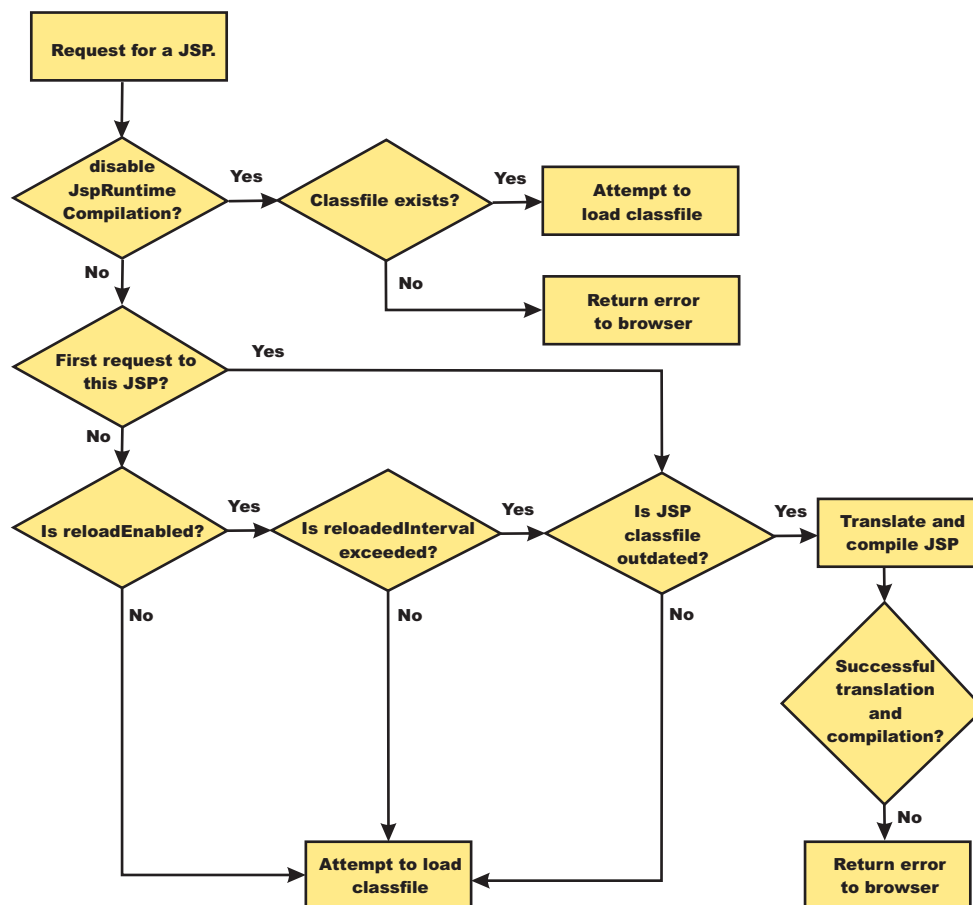 Request for a JSP.
disable
JspRuntime
Compilation?
Yes
Classfile exists?
Yes
Attempt to
load classfile
No
No
Return error
to browser
First request to
this JSP?
Yes
No
Is reloadEnabled?
Yes
Is reloadedInterval
exceeded?
Yes
Is JSP
classfile
outdated?
Yes
Translate and
compile JSP
No
No
No
Successful
translation
and
compilation?
No
Attempt to load
classfile
Return error
to browser